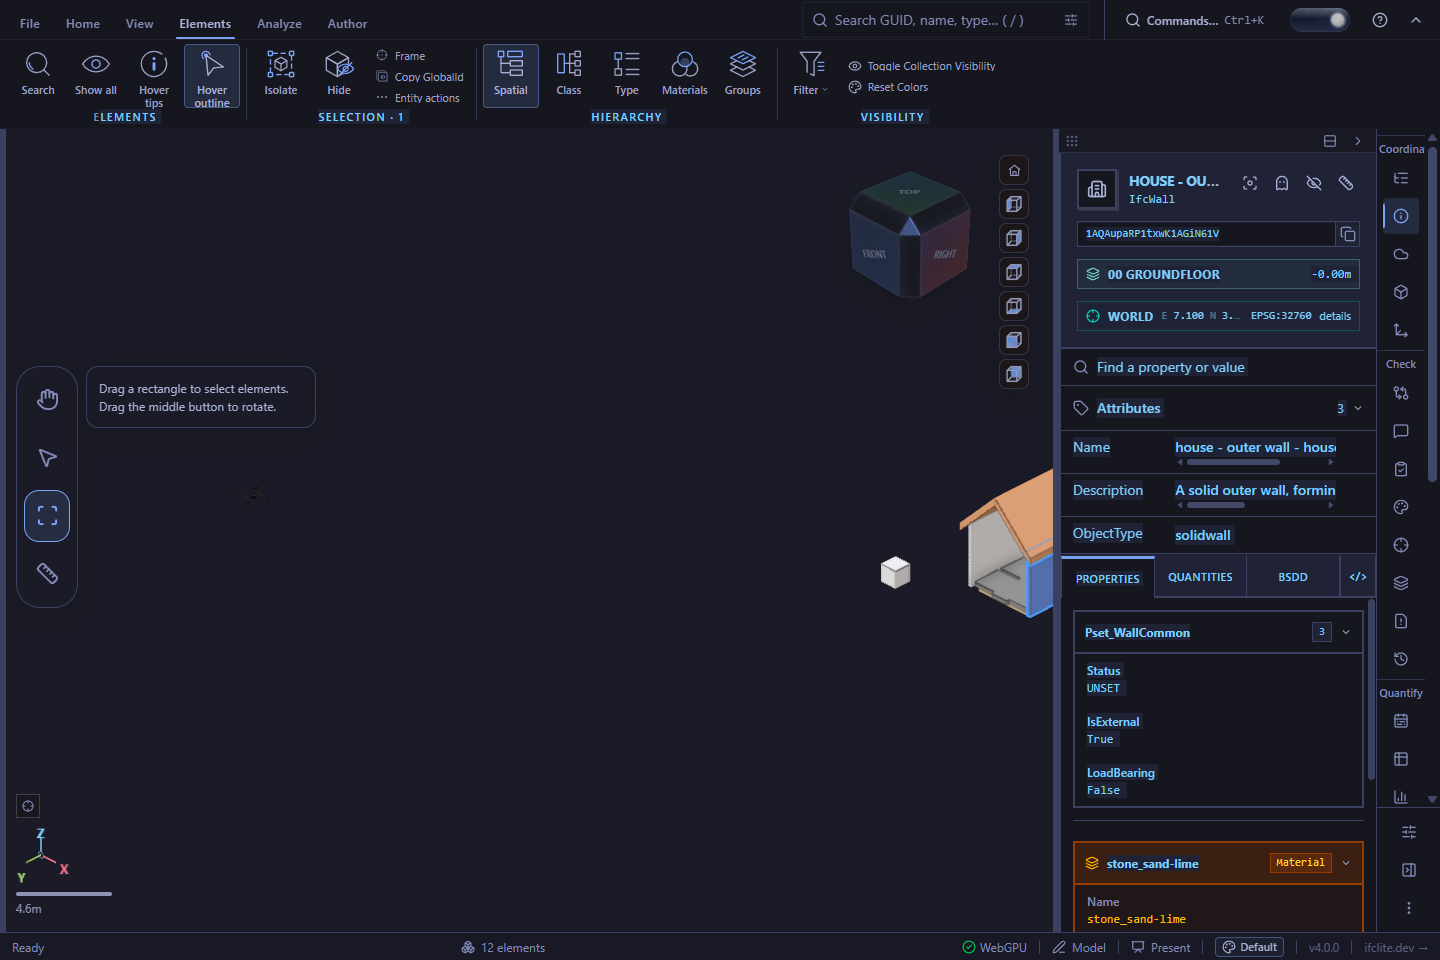 File Home View Elements Analyze Author
Search GUID, name, type... ( / )
Commands... Ctrl+K
Search
Show all
Hover tips
Hover outline
ELEMENTS
Isolate
Hide
Frame
Copy GlobalId
Entity actions
SELECTION · 1
Spatial
Class
Type
Materials
Groups
HIERARCHY
Filter
Toggle Collection Visibility
Reset Colors
VISIBILITY
TOP
FRONT
RIGHT
Drag a rectangle to select elements.
Drag the middle button to rotate.
Z
X
Y
4.6m
HOUSE - OU...
IfcWall
1AQAupaRP1txwK1AGiN61V
00 GROUNDFLOOR -0.00m
WORLD E 7.100 N 3.... EPSG:32760 details
Find a property or value
Attributes 3
Name house - outer wall - hous
Description A solid outer wall, formin
ObjectType solidwall
PROPERTIES QUANTITIES BSDD </>
Pset_WallCommon 3
Status
UNSET
IsExternal
True
LoadBearing
False
stone_sand-lime Material
Name
stone_sand-lime
Coordina
Check
Quantify
Ready
12 elements
WebGPU
Model
Present
Default
v4.0.0
ifclite.dev →